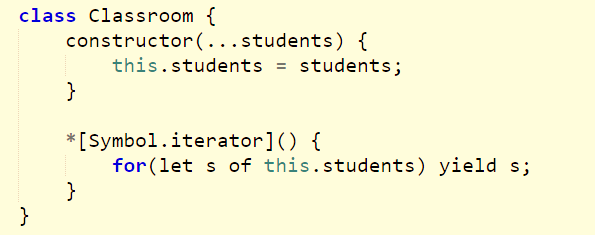 class Classroom {
    constructor(...students) {
        this.students = students;
    }

    *[Symbol.iterator]() {
        for(let s of this.students) yield s;
    }
}